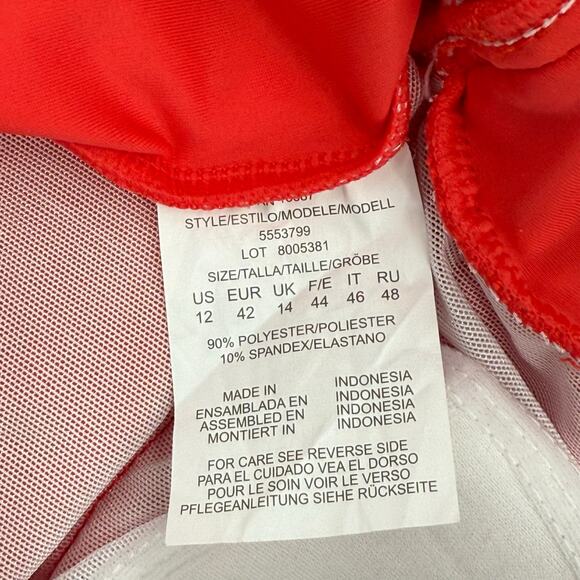 STYLE/ESTILO/MODELE/MODELL
5553799
LOT 8005381
SIZE/TALLA/TAILLE/GRÖBE
US EUR UK F/E IT RU
12 42 14 44 46 48
90% POLYESTER/POLIESTER
10% SPANDEX/ELASTANO
MADE IN INDONESIA
ENSAMBLADA EN INDONESIA
ASSEMBLED EN INDONESIA
MONTIERT IN INDONESIA
FOR CARE SEE REVERSE SIDE
PARA EL CUIDADO VEA EL DORSO
POUR LE SOIN VOIR LE VERSO
PFLEGEANLEITUNG SIEHE RÜCKSEITE